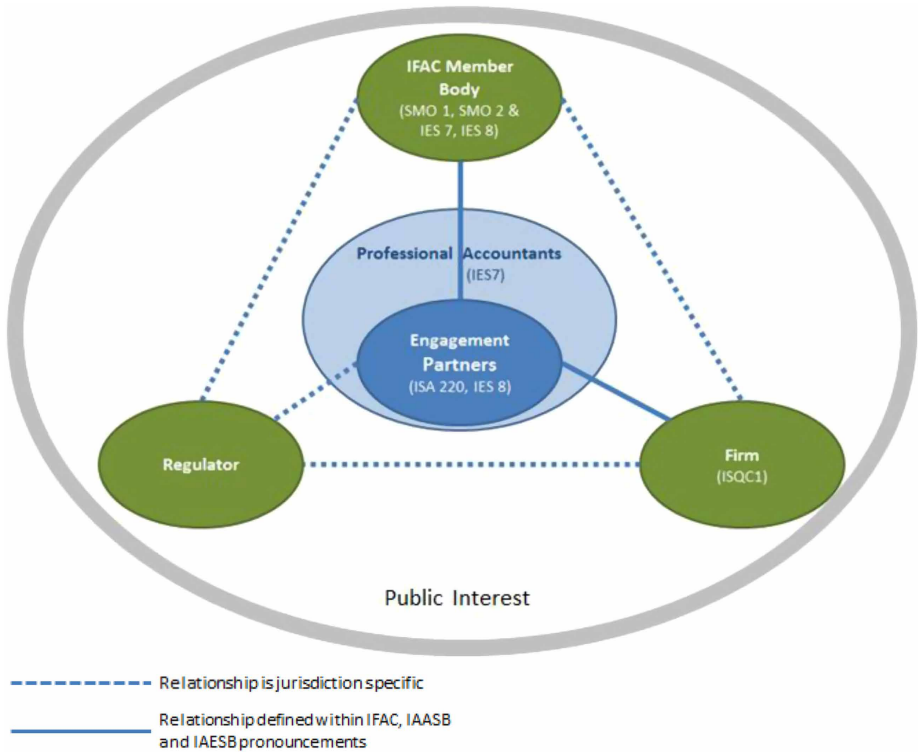 IFAC Member
Body
(SMO 1, SMO 2 &
IES 7, IES 8)
Professional Accountants
(IES7)
Engagement
Partners
(ISA 220, IES 8)
Regulator
Firm
(ISQC1)
Public Interest
Relationship is jurisdiction specific
Relationship defined within IFAC, IAASB
and IAESB pronouncements